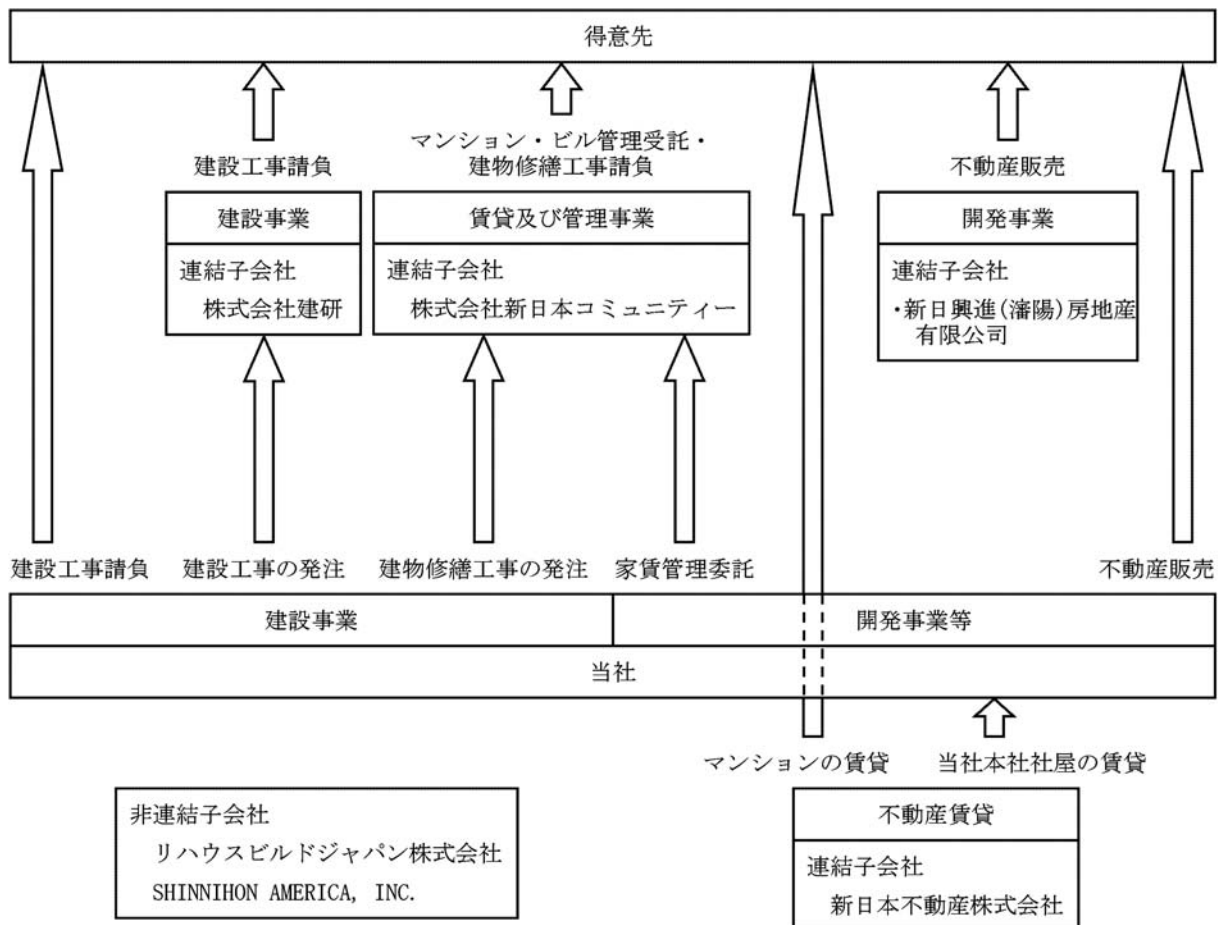 得意先
マンション・ビル管理受託・
建設工事請負
建物修繕工事請負
不動産販売
建設事業
賃貸及び管理事業
開発事業
連結子会社
株式会社建研
連結子会社
株式会社新日本コミュニティー
連結子会社
・新日興進(瀋陽)房地産
有限公司
建設工事請負
建設工事の発注
建物修繕工事の発注
家賃管理委託
不動産販売
建設事業
開発事業等
当社
マンションの賃貸
当社本社社屋の賃貸
非連結子会社
リハウスビルドジャパン株式会社
SHINNIHON AMERICA, INC.
不動産賃貸
連結子会社
新日本不動産株式会社